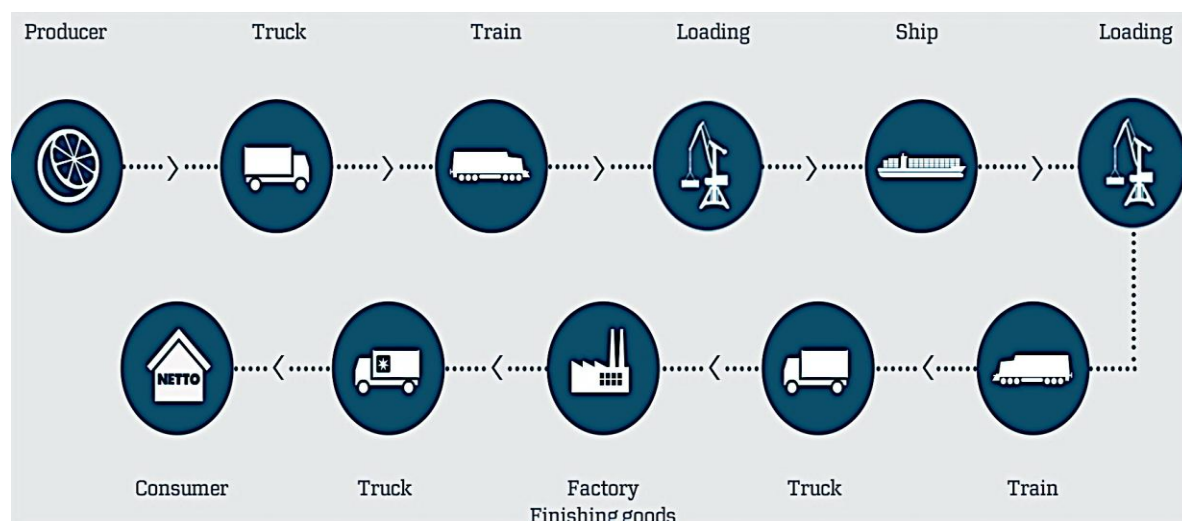 Producer
Truck
Train
Loading
Ship
Loading
NETTO
Consumer
Truck
Factory
Finishing goods
Truck
Train